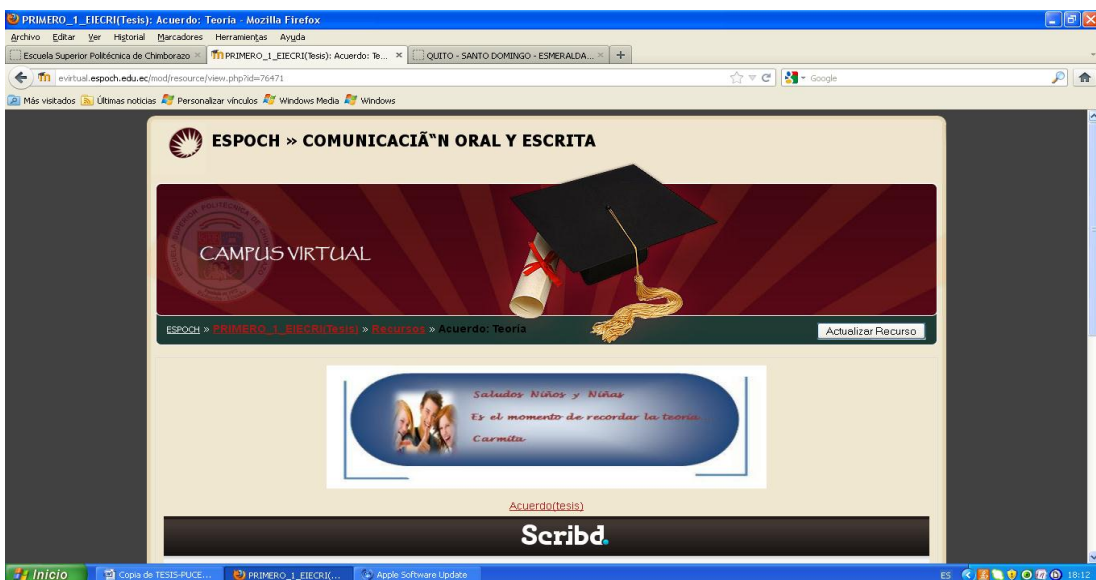 PRIMERO_1_EIECRI(Tesis): Acuerdo: Teoría - Mozilla Firefox
Archivo Editar Ver Historial Marcadores Herramientas Ayuda
Escuela Superior Politécnica de Chimborazo × PRIMERO_1_EIECRI(Tesis): Acuerdo: Te... × QUITO - SANTO DOMINGO - ESMERALDA... × +
evirtual.espoch.edu.ec/mod/resource/view.php?id=76471 Google
Más visitados Últimas noticias Personalizar vínculos Windows Media Windows
ESPOCH » COMUNICACIÃ“N ORAL Y ESCRITA
CAMPUS VIRTUAL
ESPOCH » PRIMERO_1_EIECRI(Tesis) » Recursos » Acuerdo: Teoría Actualizar Recurso
Saludos Niños y Niñas
Es el momento de recordar la teoría
Carmita
Acuerdo(tesis)
Scribd.
Inicio Copia de TESIS-PUCE... PRIMERO_1_EIECRI(... Apple Software Update ES 18:12